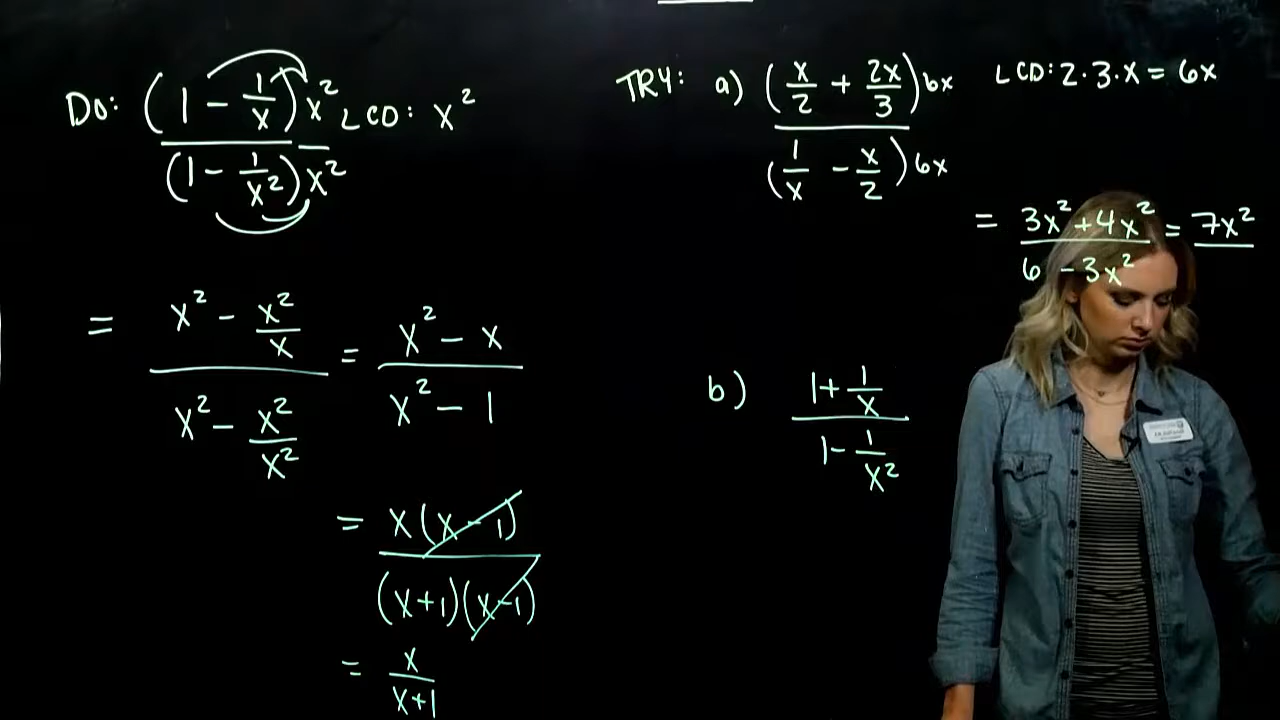 Do: (1 - 1/x) x² LCD: x²
(1 - 1/x²) x²
= (x² - x²/x)/(x² - x²/x²) = (x² - x)/(x² - 1)
= x(x - 1)/(x+1)(x-1)
= x/(x+1)
TRY: a) (x/2 + 2x/3) 6x LCD: 2·3·x = 6x
(1/x - x/2) 6x
= (3x² + 4x²)/(6 - 3x²) = 7x²
b) (1 + 1/x)/(1 - 1/x²)